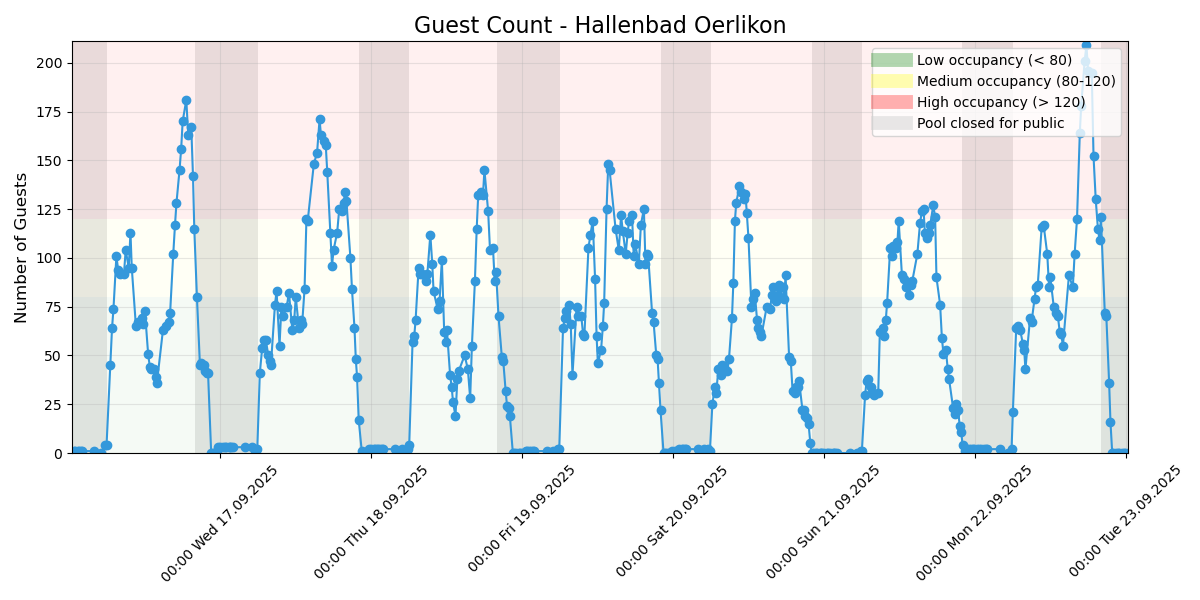 Guest Count - Hallenbad Oerlikon
Number of Guests
200
175
150
125
100
75
50
25
0
Low occupancy (< 80)
Medium occupancy (80-120)
High occupancy (> 120)
Pool closed for public
00:00 Wed 17.09.2025
00:00 Thu 18.09.2025
00:00 Fri 19.09.2025
00:00 Sat 20.09.2025
00:00 Sun 21.09.2025
00:00 Mon 22.09.2025
00:00 Tue 23.09.2025